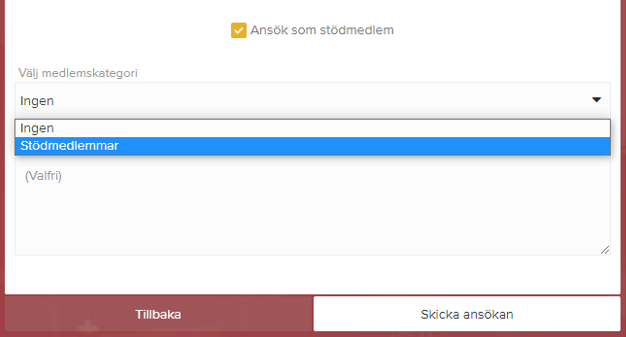 Ansök som stödmedlem
Välj medlemskategori
Ingen
Ingen
Stödmedlemmar
(Valfri)
Tillbaka
Skicka ansökan